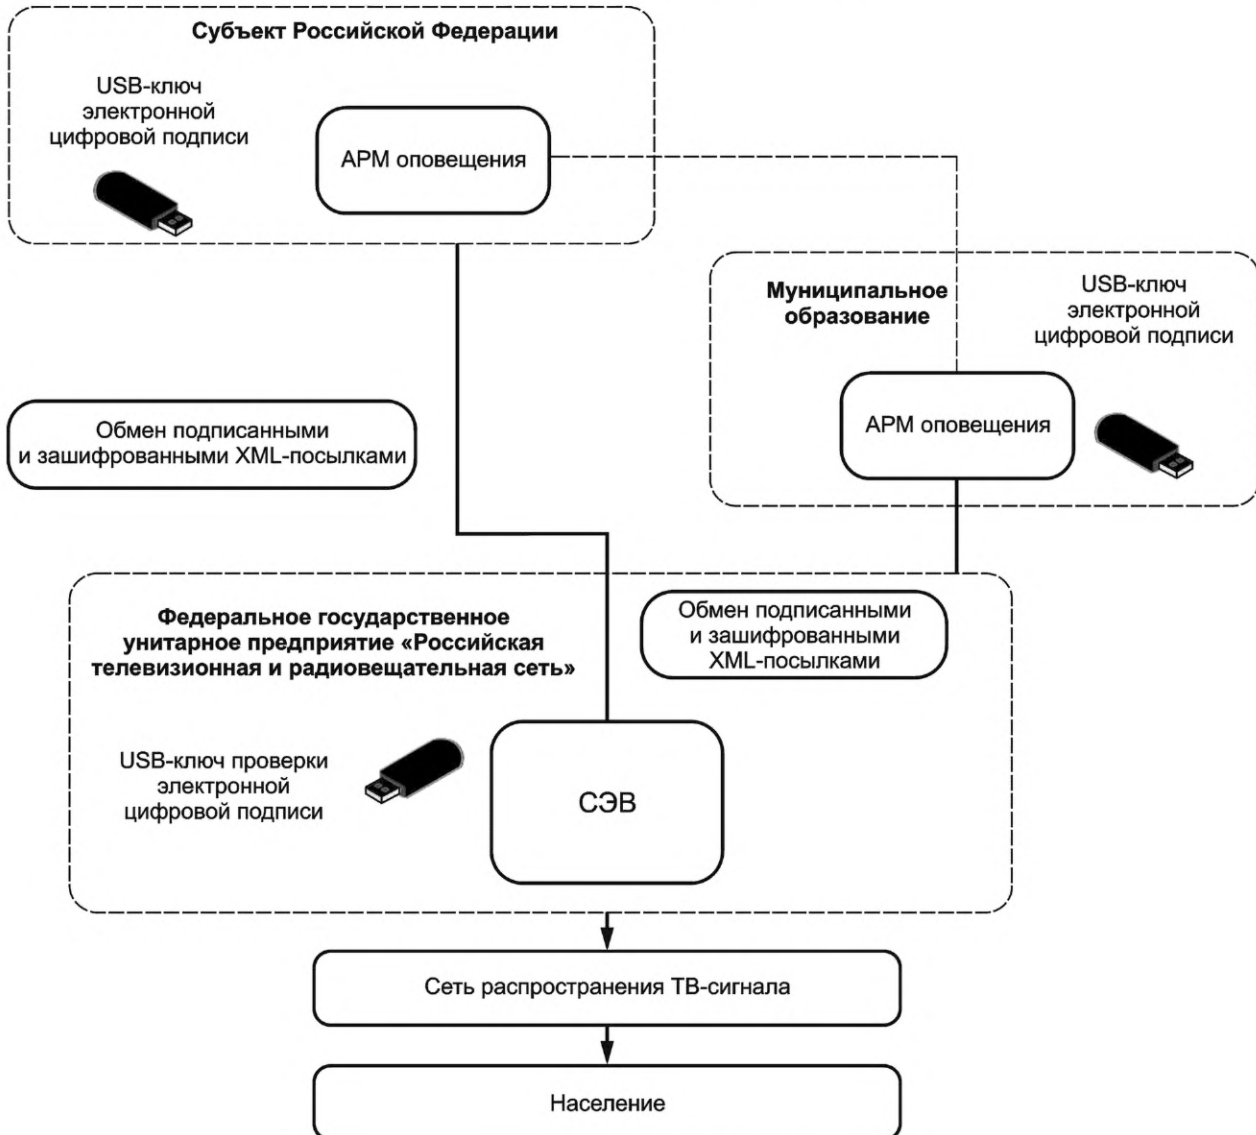 Субъект Российской Федерации
USB-ключ
электронной
цифровой подписи
АРМ оповещения
Муниципальное
образование
USB-ключ
электронной
цифровой подписи
АРМ оповещения
Обмен подписанными
и зашифрованными XML-посылками
Федеральное государственное
унитарное предприятие «Российская
телевизионная и радиовещательная сеть»
Обмен подписанными
и зашифрованными
XML-посылками
USB-ключ проверки
электронной
цифровой подписи
СЭВ
Сеть распространения ТВ-сигнала
Население